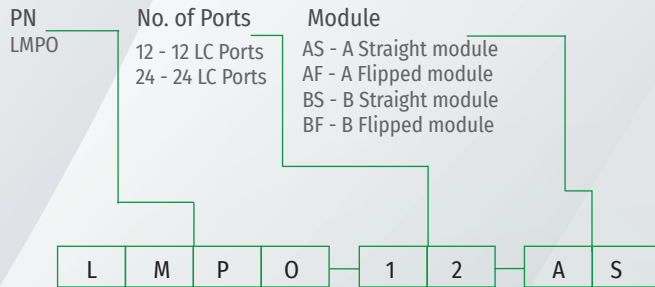 PN
LMPO
No. of Ports
12 - 12 LC Ports
24 - 24 LC Ports
Module
AS - A Straight module
AF - A Flipped module
BS - B Straight module
BF - B Flipped module
L M P O 1 2 A S